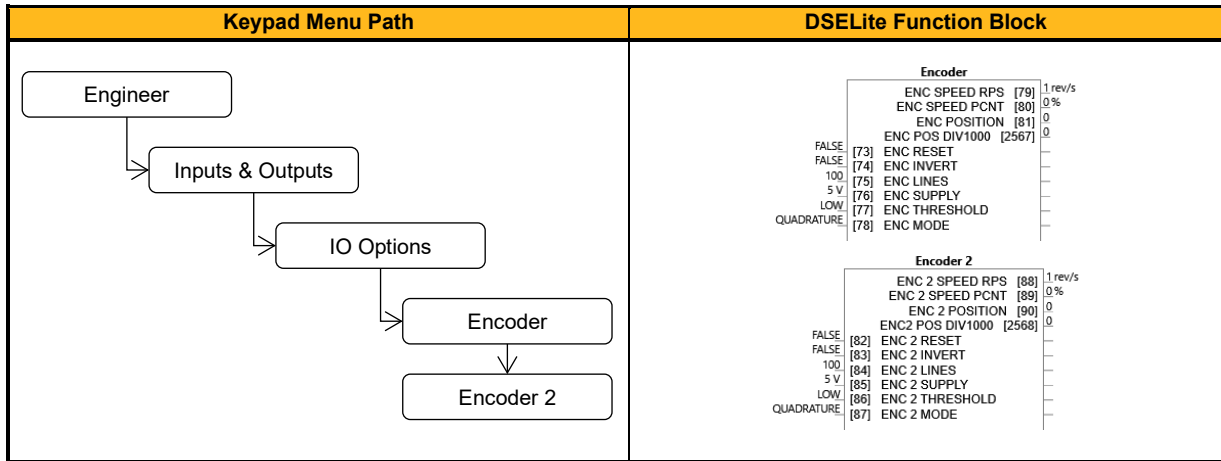 Keypad Menu Path
DSELite Function Block
Engineer
Inputs & Outputs
IO Options
Encoder
Encoder 2
Encoder
ENC SPEED RPS [79] 1 rev/s
ENC SPEED PCNT [80] 0 %
ENC POSITION [81] 0
ENC POS DIV1000 [2567] 0
FALSE [73] ENC RESET
FALSE [74] ENC INVERT
100 [75] ENC LINES
5 V [76] ENC SUPPLY
LOW [77] ENC THRESHOLD
QUADRATURE [78] ENC MODE
Encoder 2
ENC 2 SPEED RPS [88] 1 rev/s
ENC 2 SPEED PCNT [89] 0 %
ENC 2 POSITION [90] 0
ENC2 POS DIV1000 [2568] 0
FALSE [82] ENC 2 RESET
FALSE [83] ENC 2 INVERT
100 [84] ENC 2 LINES
5 V [85] ENC 2 SUPPLY
LOW [86] ENC 2 THRESHOLD
QUADRATURE [87] ENC 2 MODE